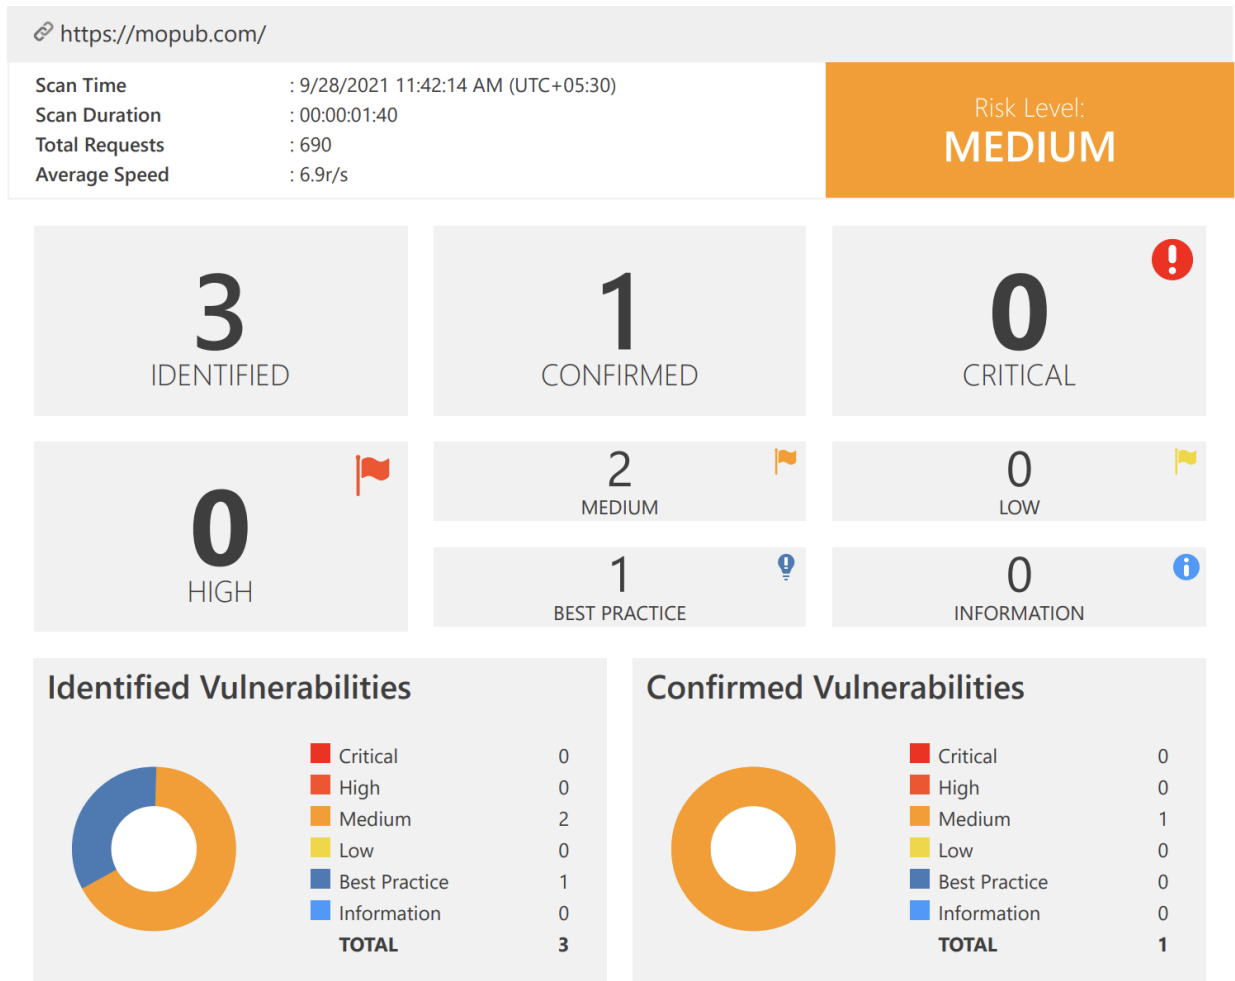 https://mopub.com/
Scan Time : 9/28/2021 11:42:14 AM (UTC+05:30)
Scan Duration : 00:00:01:40
Total Requests : 690
Average Speed : 6.9r/s
Risk Level:
MEDIUM
3
IDENTIFIED
1
CONFIRMED
0
CRITICAL
0
HIGH
2
MEDIUM
0
LOW
1
BEST PRACTICE
0
INFORMATION
Identified Vulnerabilities
Critical 0
High 0
Medium 2
Low 0
Best Practice 1
Information 0
TOTAL 3
Confirmed Vulnerabilities
Critical 0
High 0
Medium 1
Low 0
Best Practice 0
Information 0
TOTAL 1